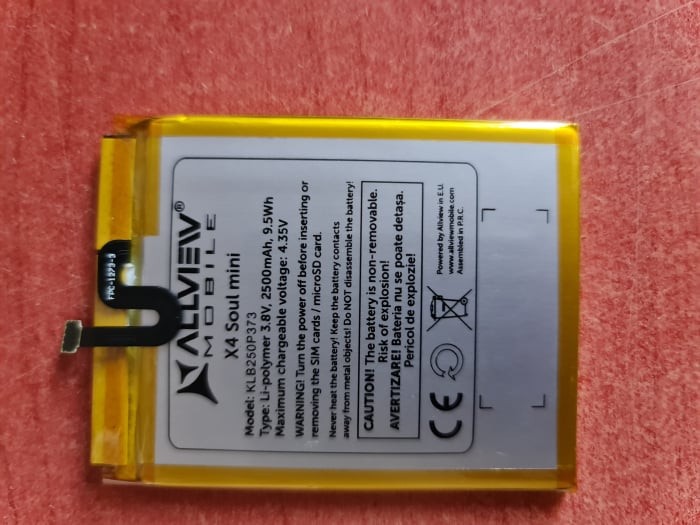 ALLVIEW®
MOBILE
X4 Soul mini
Model: KLB250P373
Type: Li-polymer 3.8V, 2500mAh, 9.5Wh
Maximum chargeable voltage: 4.35V
WARNING! Turn the power off before inserting or
removing the SIM cards / microSD card.
Never heat the battery! Keep the battery contacts
away from metal objects! Do NOT disassemble the battery!
CAUTION! The battery is non-removable.
Risk of explosion!
AVERTIZARE! Bateria nu se poate detaşa.
Pericol de explozie!
CE
Powered by Allview in E.U.
www.allviewmobile.com
Assembled in P.R.C.